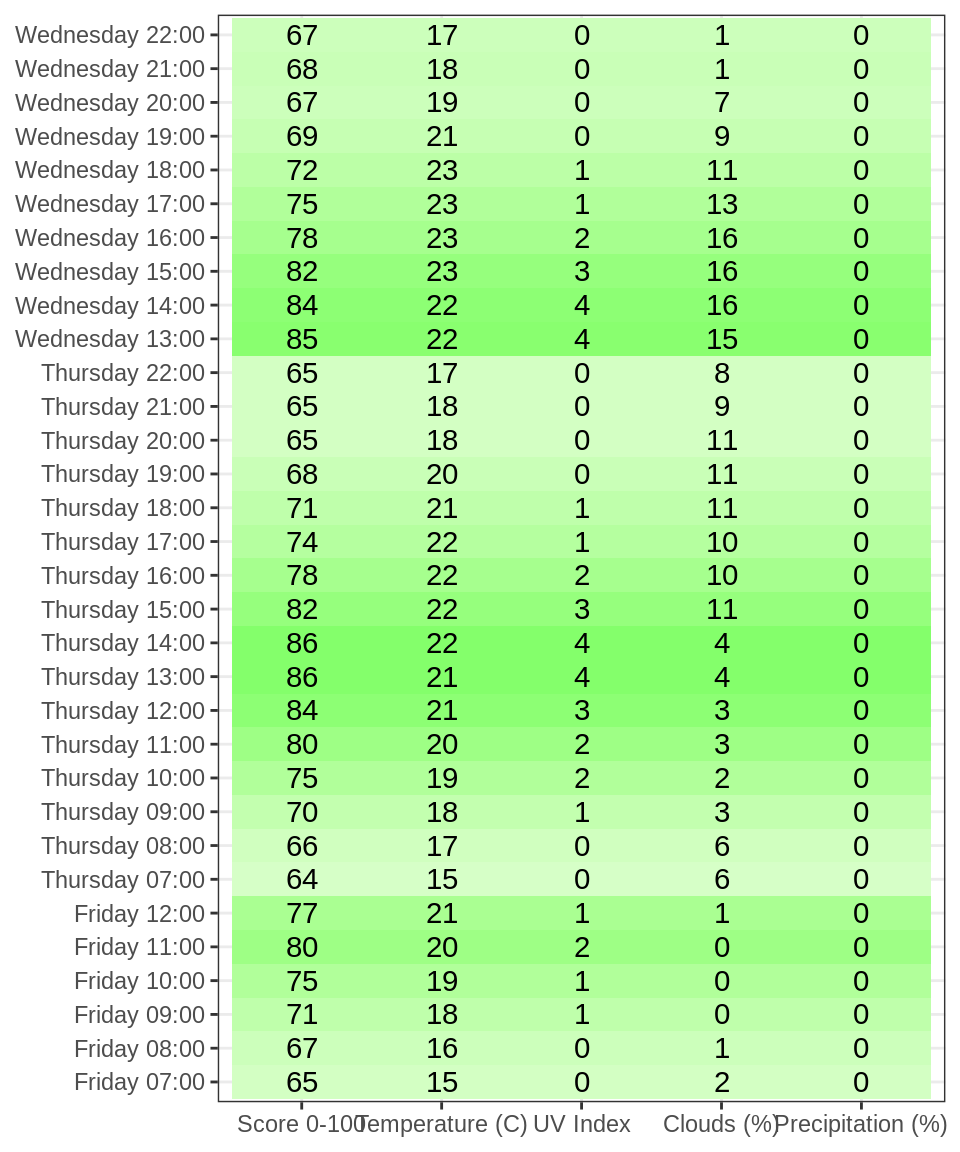 Wednesday 22:00 67 17 0 1 0
Wednesday 21:00 68 18 0 1 0
Wednesday 20:00 67 19 0 7 0
Wednesday 19:00 69 21 0 9 0
Wednesday 18:00 72 23 1 11 0
Wednesday 17:00 75 23 1 13 0
Wednesday 16:00 78 23 2 16 0
Wednesday 15:00 82 23 3 16 0
Wednesday 14:00 84 22 4 16 0
Wednesday 13:00 85 22 4 15 0
Thursday 22:00 65 17 0 8 0
Thursday 21:00 65 18 0 9 0
Thursday 20:00 65 18 0 11 0
Thursday 19:00 68 20 0 11 0
Thursday 18:00 71 21 1 11 0
Thursday 17:00 74 22 1 10 0
Thursday 16:00 78 22 2 10 0
Thursday 15:00 82 22 3 11 0
Thursday 14:00 86 22 4 4 0
Thursday 13:00 86 21 4 4 0
Thursday 12:00 84 21 3 3 0
Thursday 11:00 80 20 2 3 0
Thursday 10:00 75 19 2 2 0
Thursday 09:00 70 18 1 3 0
Thursday 08:00 66 17 0 6 0
Thursday 07:00 64 15 0 6 0
Friday 12:00 77 21 1 1 0
Friday 11:00 80 20 2 0 0
Friday 10:00 75 19 1 0 0
Friday 09:00 71 18 1 0 0
Friday 08:00 67 16 0 1 0
Friday 07:00 65 15 0 2 0
Score 0-100 Temperature (C) UV Index Clouds (%) Precipitation (%)